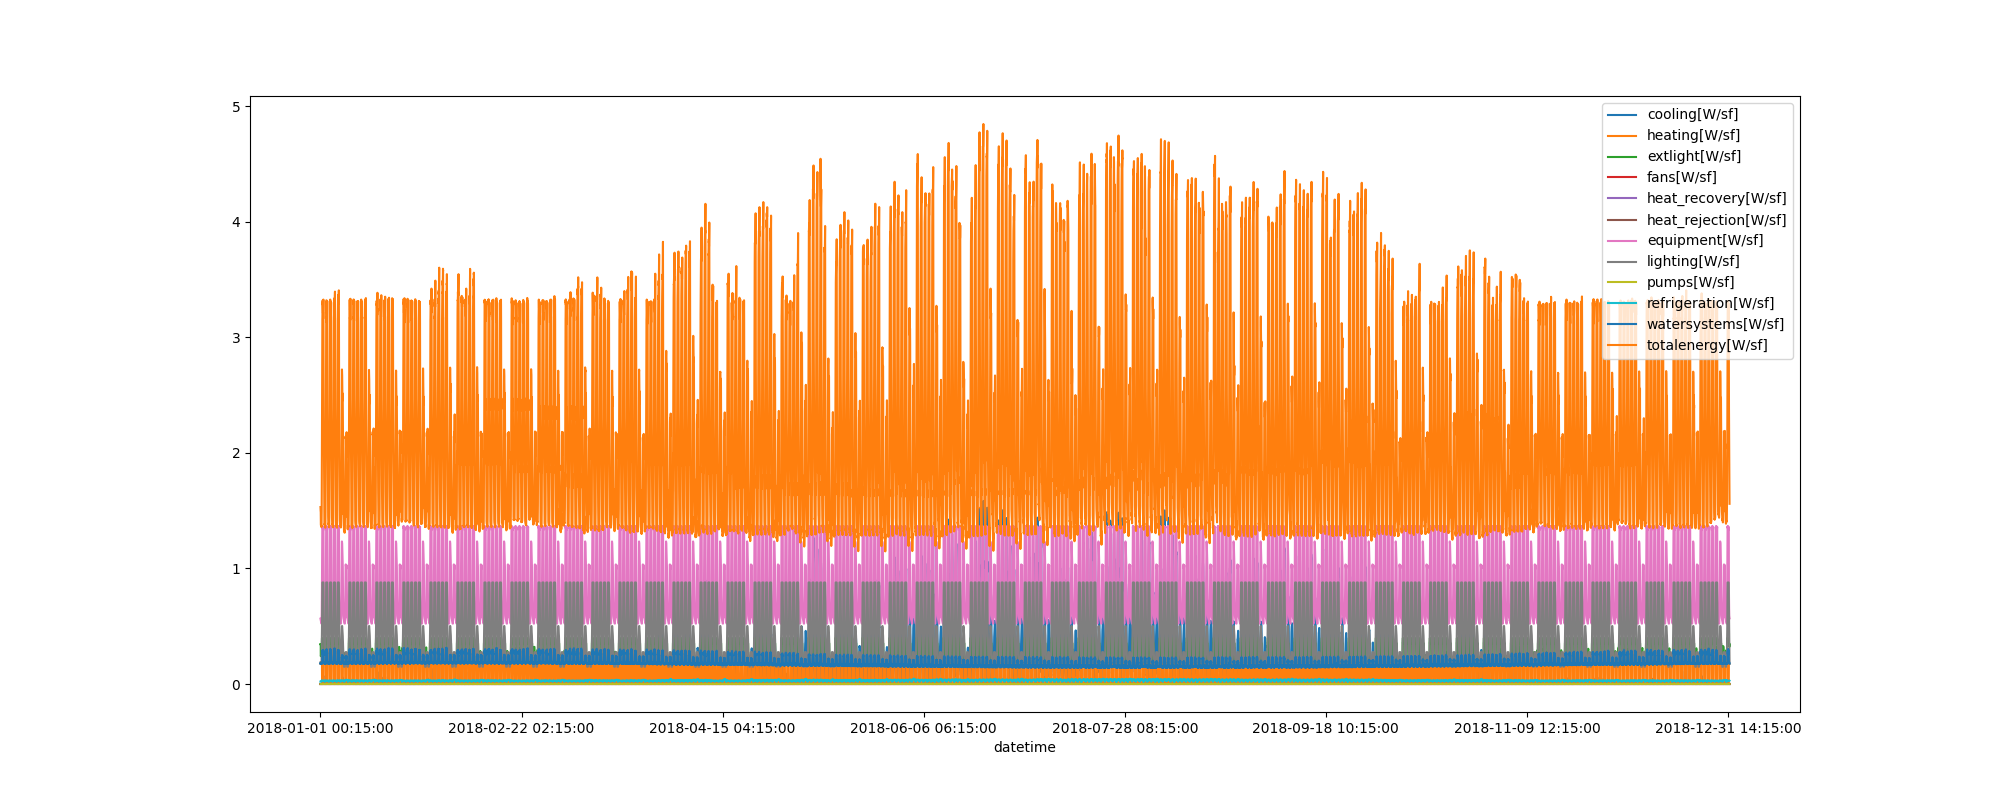 5
4
3
2
1
0
cooling[W/sf]
heating[W/sf]
extlight[W/sf]
fans[W/sf]
heat_recovery[W/sf]
heat_rejection[W/sf]
equipment[W/sf]
lighting[W/sf]
pumps[W/sf]
refrigeration[W/sf]
watersystems[W/sf]
totalenergy[W/sf]
2018-01-01 00:15:00 2018-02-22 02:15:00 2018-04-15 04:15:00 2018-06-06 06:15:00 2018-07-28 08:15:00 2018-09-18 10:15:00 2018-11-09 12:15:00 2018-12-31 14:15:00
datetime